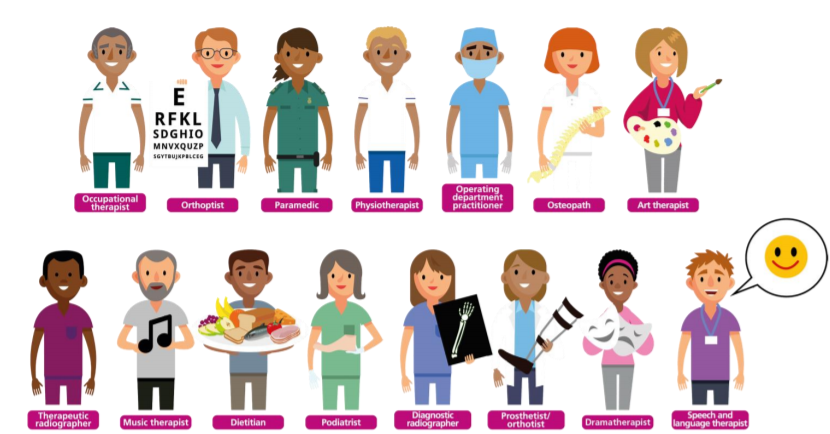 E
RFKL
SDGHIO
MNVXQUZP
SGYTBUJKPBLCEG
Occupational
therapist
Orthoptist
Paramedic
Physiotherapist
Operating
department
practitioner
Osteopath
Art therapist
Therapeutic
radiographer
Music therapist
Dietitian
Podiatrist
Diagnostic
radiographer
Prosthetist/
orthotist
Dramatherapist
Speech and
language therapist